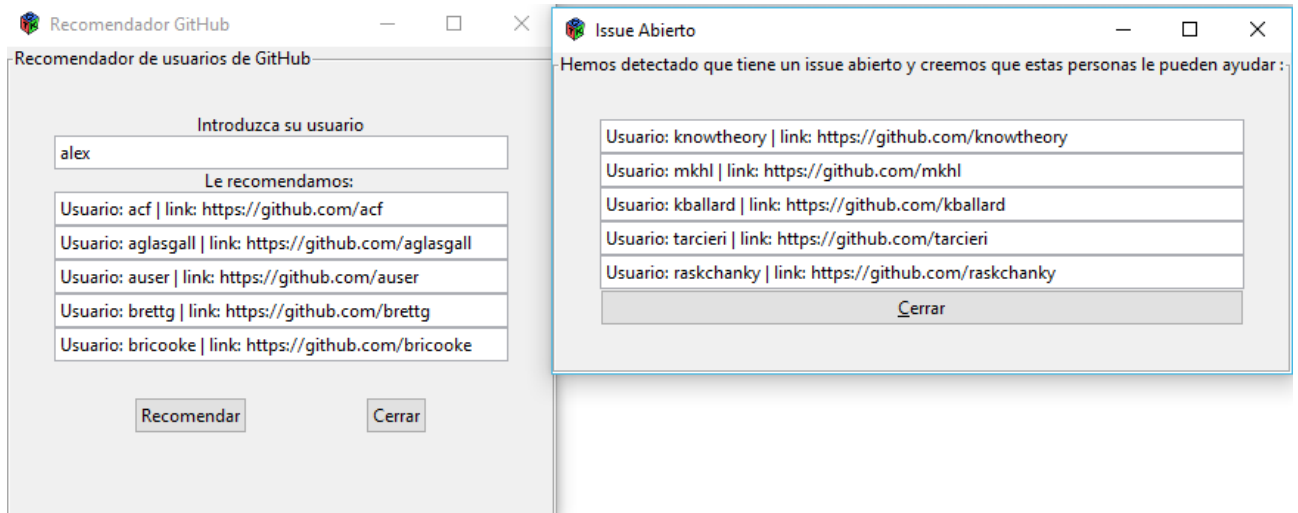 Recomendador GitHub
Recomendador de usuarios de GitHub
Introduzca su usuario
alex
Le recomendamos:
Usuario: acf | link: https://github.com/acf
Usuario: aglasgall | link: https://github.com/aglasgall
Usuario: auser | link: https://github.com/auser
Usuario: brettg | link: https://github.com/brettg
Usuario: bricooke | link: https://github.com/bricooke
Recomendar
Cerrar
Issue Abierto
Hemos detectado que tiene un issue abierto y creemos que estas personas le pueden ayudar :
Usuario: knowtheory | link: https://github.com/knowtheory
Usuario: mkhl | link: https://github.com/mkhl
Usuario: kballard | link: https://github.com/kballard
Usuario: tarcieri | link: https://github.com/tarcieri
Usuario: raskchanky | link: https://github.com/raskchanky
Cerrar